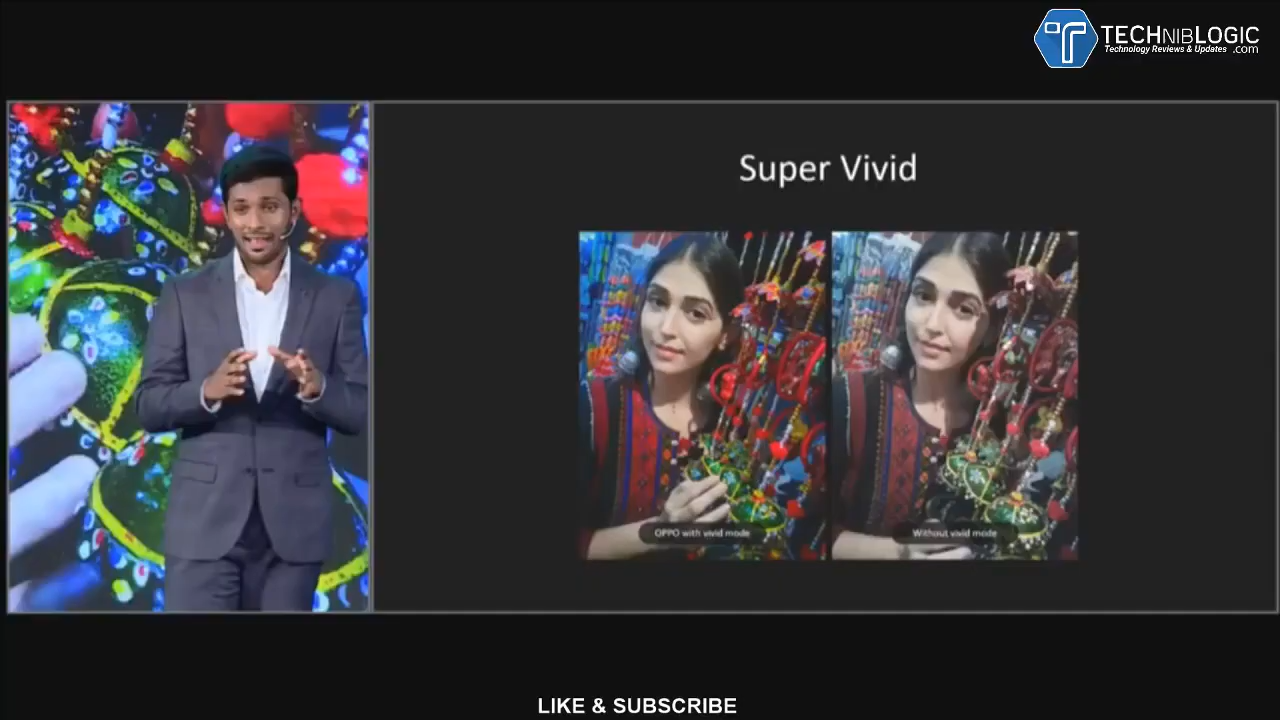 TECHNIBLOGIC
Technology Reviews & Updates .com
Super Vivid
OPPO with vivid mode
Without vivid mode
LIKE & SUBSCRIBE